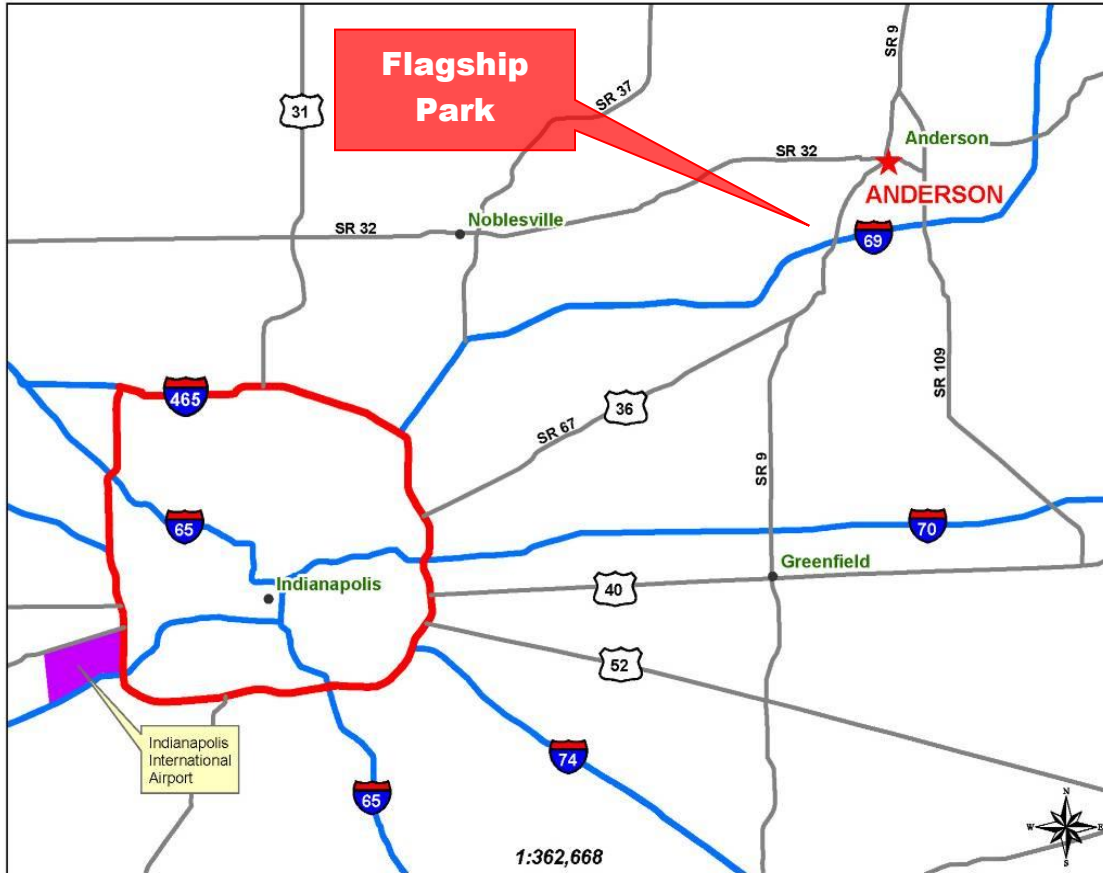 SR 9
Flagship
Park
31
SR 37
Anderson
SR 32
ANDERSON
Noblesville
SR 32
69
465
SR 109
36
SR 67
SR 9
65
70
Greenfield
Indianapolis
40
52
Indianapolis
International
Airport
74
65
N
W
E
S
1:362,668